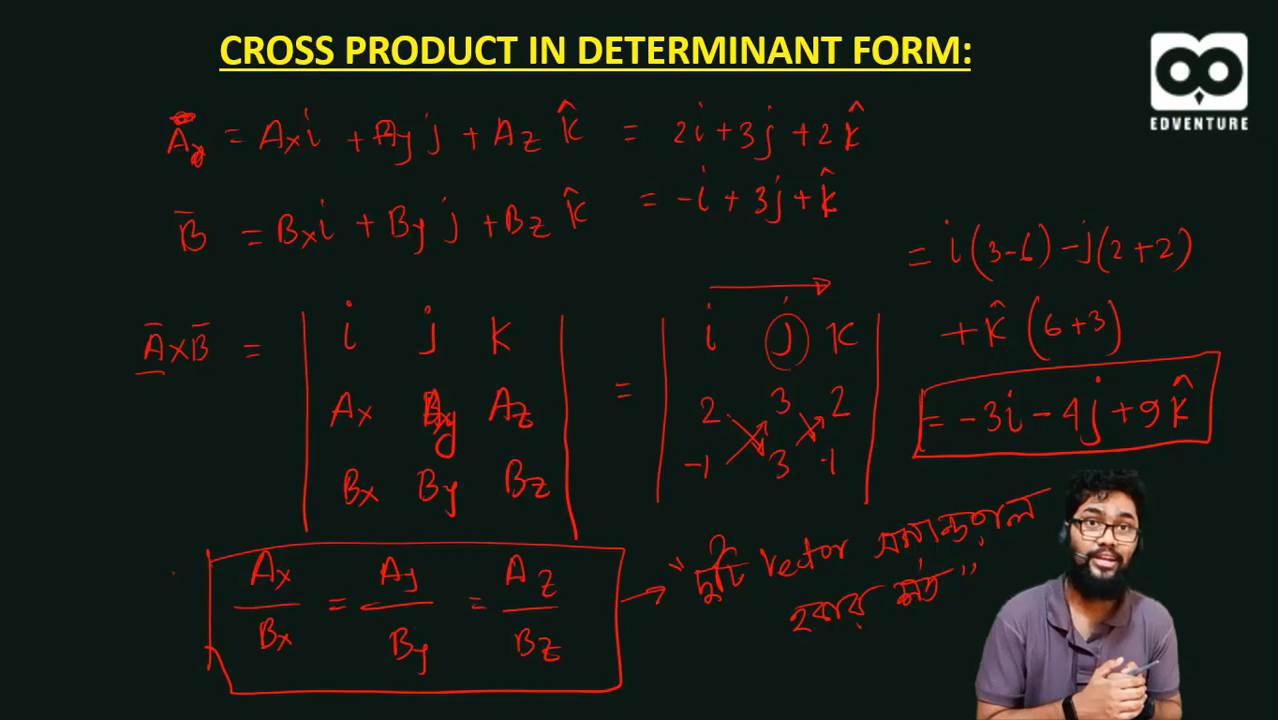 CROSS PRODUCT IN DETERMINANT FORM:
EDVENTURE
A = Axi + Ayj + Az k̂ = 2i + 3j + 2k̂
B̄ = Bxi + Byj + Bz k̂ = -i + 3j + k̂
Ā×B̄ =
i j k
Ax Ay Az
Bx By Bz
=
i j k
2 3 2
-1 3 1
= i(3-6) -j(2+2)
+ k̂ (6+3)
= -3i - 4j + 9k̂
Ax/Bx = Ay/By = Az/Bz
→ "দুটি vector সমান্তরাল
হবার শর্ত"